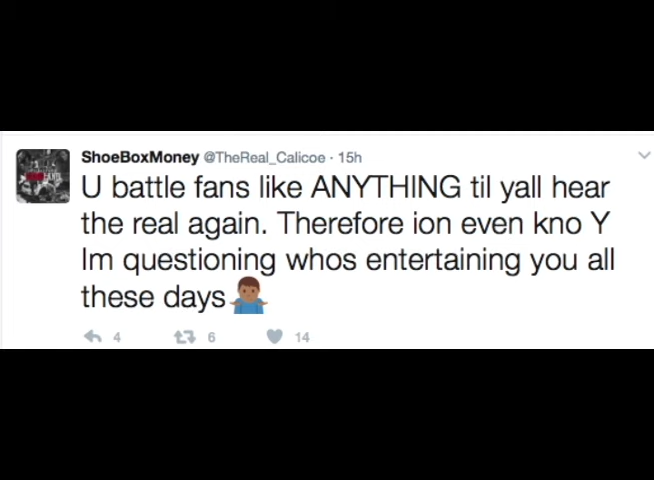 ShoeBoxMoney @TheReal_Calicoe · 15h
U battle fans like ANYTHING til yall hear
the real again. Therefore ion even kno Y
Im questioning whos entertaining you all
these days🤷🏾‍♂️
4 6 14